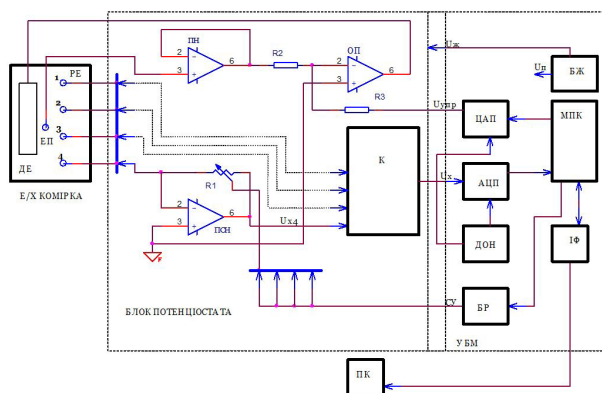 ПН
ОП
2
6
3
R2
2
6
3
R3
Uж
Uп
БЖ
РЕ
1
2
3
4
ЕП
ДЕ
Е/Х КОМІРКА
Uупр
ЦАП
МПК
К
R1
2
6
3
ПСН
Uх4
Uх
АЦП
ДОН
ІФ
СУ
БР
БЛОК ПОТЕНЦІОСТАТА
УБМ
ПК